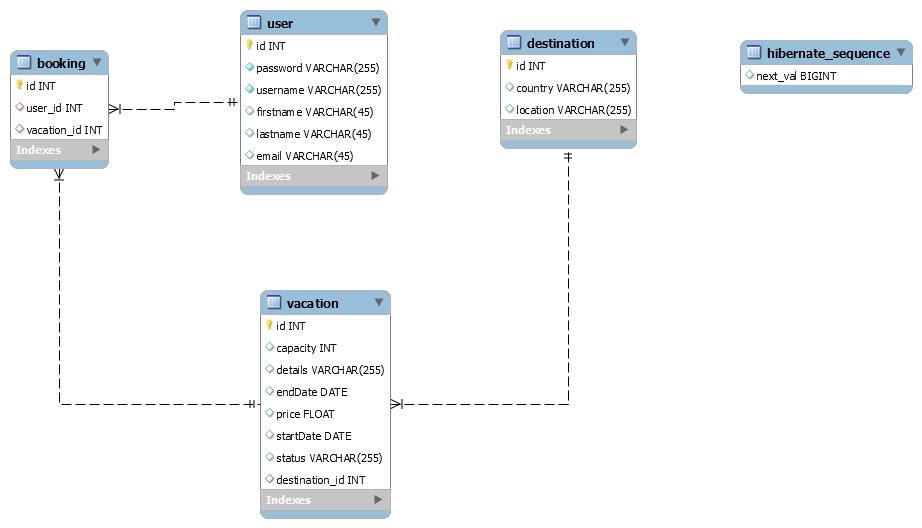 booking
id INT
user_id INT
vacation_id INT
Indexes
user
id INT
password VARCHAR(255)
username VARCHAR(255)
firstname VARCHAR(45)
lastname VARCHAR(45)
email VARCHAR(45)
Indexes
destination
id INT
country VARCHAR(255)
location VARCHAR(255)
Indexes
hibernate_sequence
next_val BIGINT
vacation
id INT
capacity INT
details VARCHAR(255)
endDate DATE
price FLOAT
startDate DATE
status VARCHAR(255)
destination_id INT
Indexes